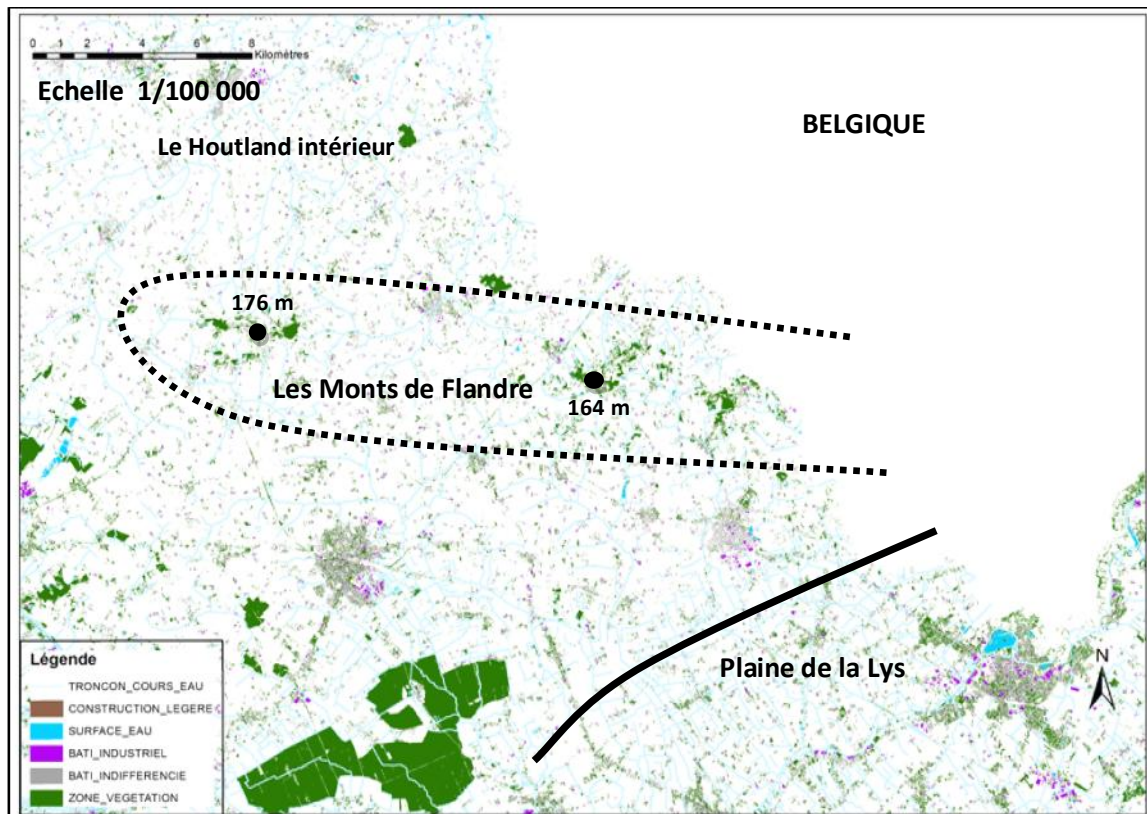 0 1 2 4 6 8
Kilomètres
Echelle 1/100 000
BELGIQUE
Le Houtland intérieur
176 m
Les Monts de Flandre
164 m
Plaine de la Lys
N
Légende
TRONCON_COURS_EAU
CONSTRUCTION_LEGERE
SURFACE_EAU
BATI_INDUSTRIEL
BATI_INDIFFERENCIE
ZONE_VEGETATION